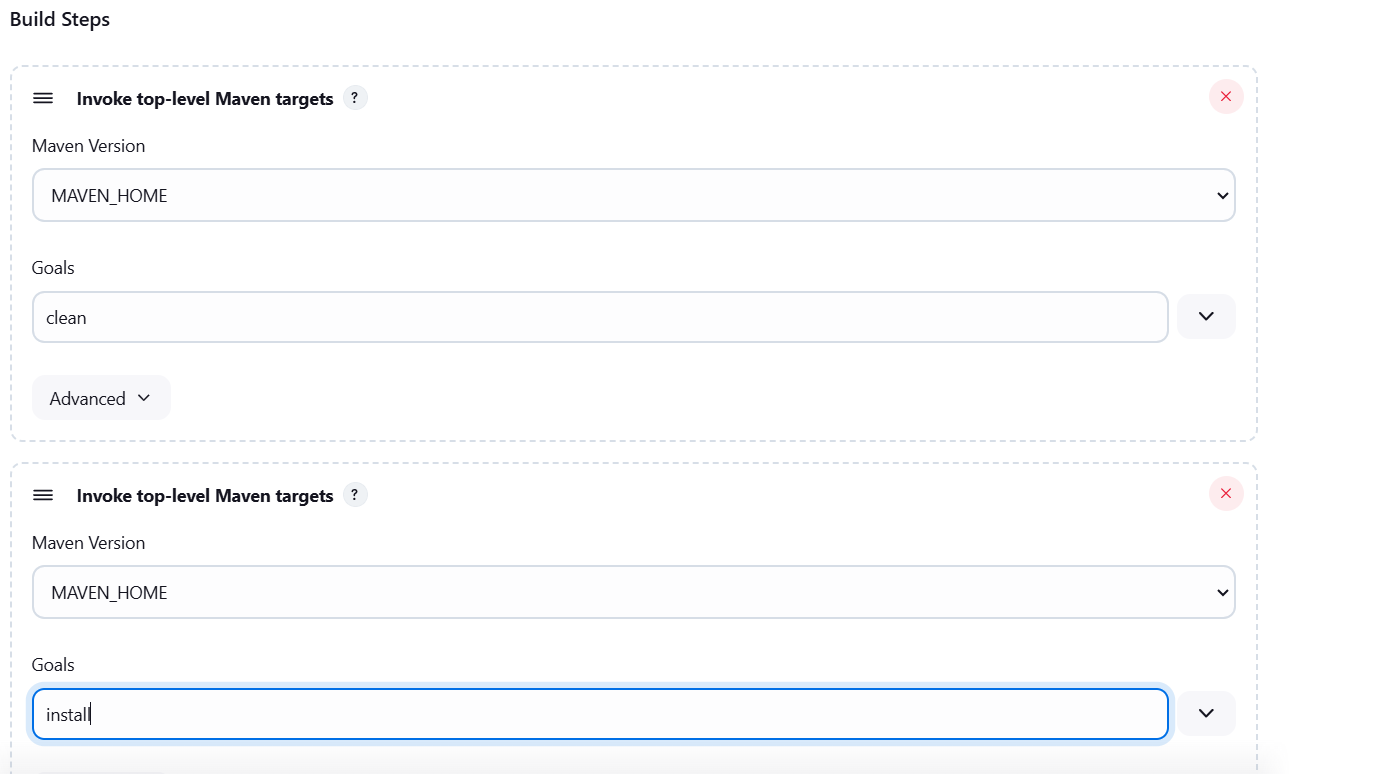 Build Steps
Invoke top-level Maven targets ?
Maven Version
MAVEN_HOME
Goals
clean
Advanced
Invoke top-level Maven targets ?
Maven Version
MAVEN_HOME
Goals
install